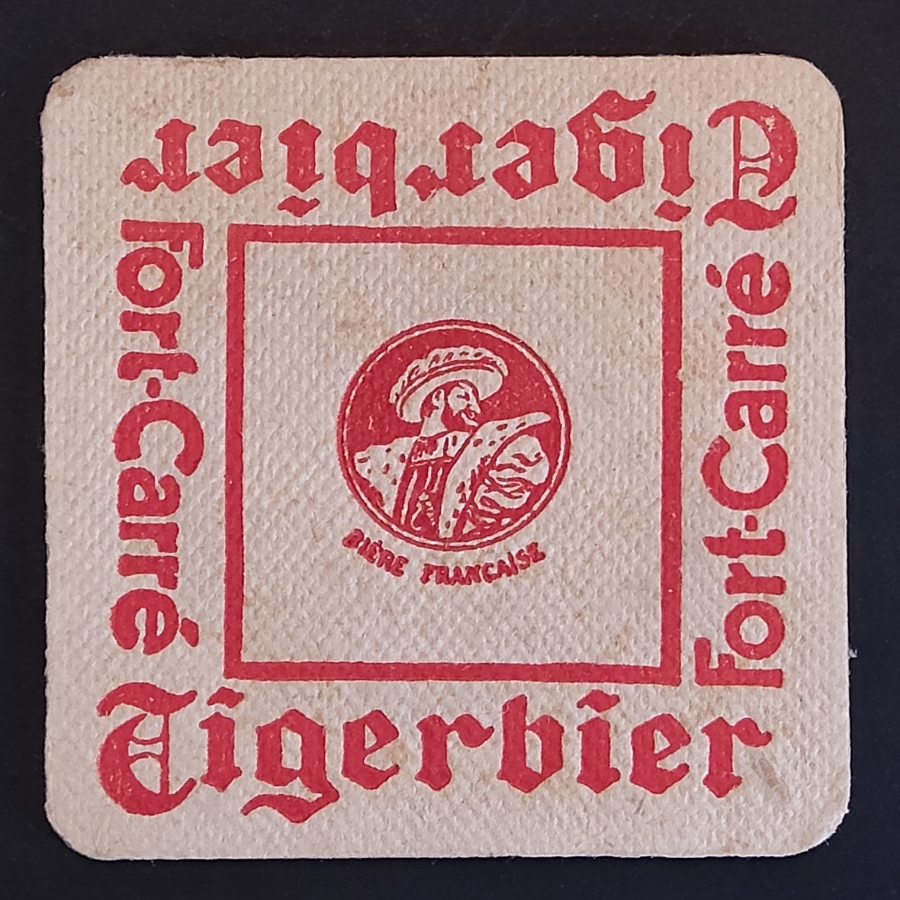 Tigerbier
Fort-Carré
Fort-Carré
BIÈRE FRANÇAISE
Tigerbier